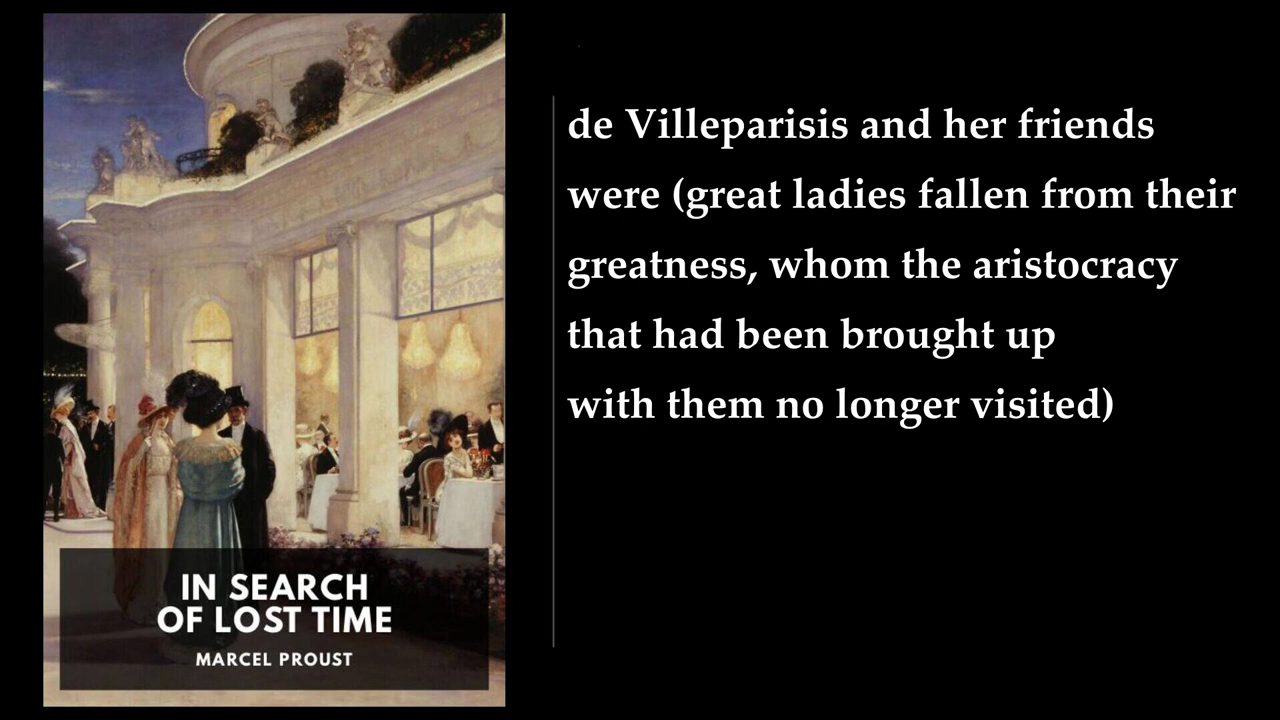 de Villeparisis and her friends
were (great ladies fallen from their
greatness, whom the aristocracy
that had been brought up
with them no longer visited)
IN SEARCH
OF LOST TIME
MARCEL PROUST